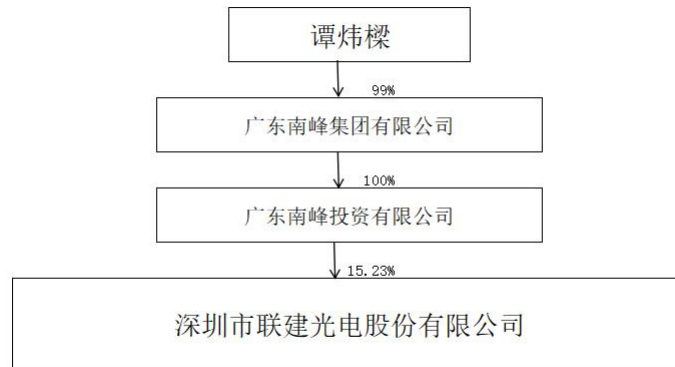 谭炜樑
99%
广东南峰集团有限公司
100%
广东南峰投资有限公司
15.23%
深圳市联建光电股份有限公司